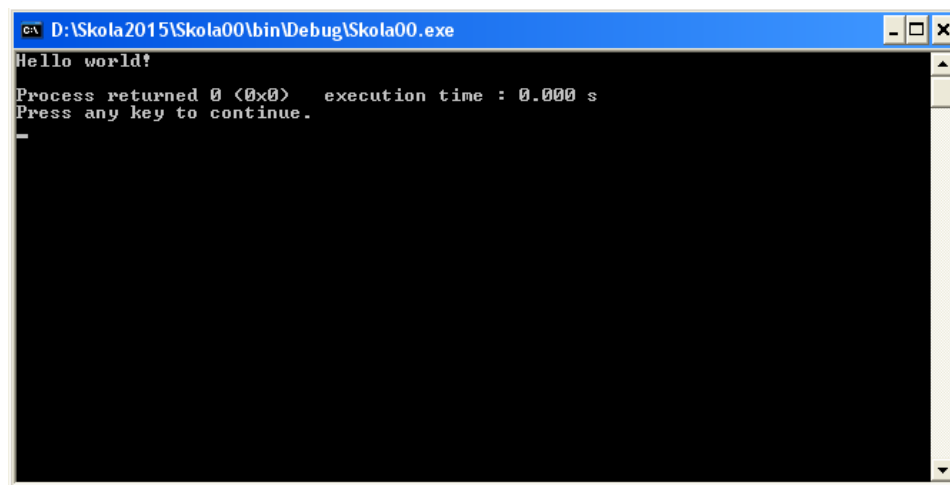 D:\Skola2015\Skola00\bin\Debug\Skola00.exe
Hello world!
Process returned 0 (0x0)   execution time : 0.000 s
Press any key to continue.